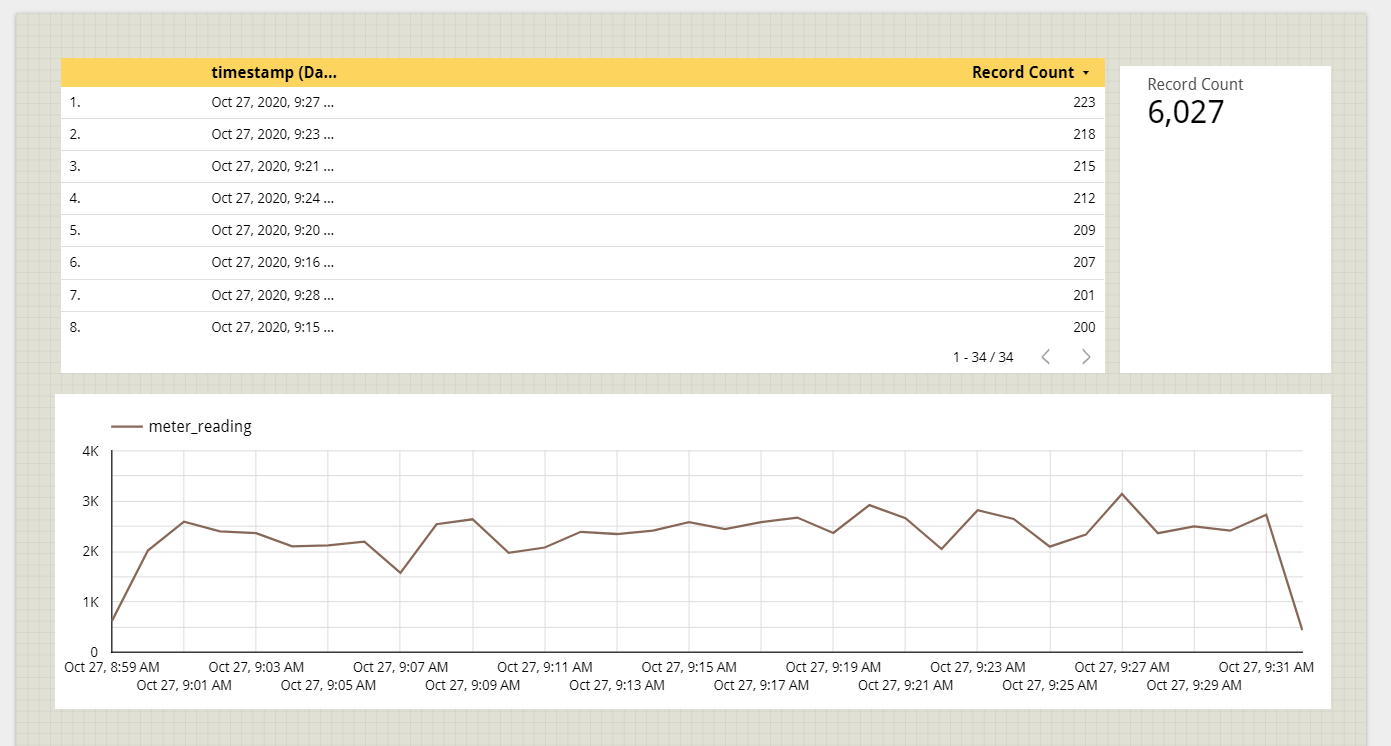 timestamp (Da... Record Count
1. Oct 27, 2020, 9:27 ... 223
2. Oct 27, 2020, 9:23 ... 218
3. Oct 27, 2020, 9:21 ... 215
4. Oct 27, 2020, 9:24 ... 212
5. Oct 27, 2020, 9:20 ... 209
6. Oct 27, 2020, 9:16 ... 207
7. Oct 27, 2020, 9:28 ... 201
8. Oct 27, 2020, 9:15 ... 200
1 - 34 / 34
Record Count
6,027
meter_reading
4K
3K
2K
1K
0
Oct 27, 8:59 AM Oct 27, 9:03 AM Oct 27, 9:07 AM Oct 27, 9:11 AM Oct 27, 9:15 AM Oct 27, 9:19 AM Oct 27, 9:23 AM Oct 27, 9:27 AM Oct 27, 9:31 AM
Oct 27, 9:01 AM Oct 27, 9:05 AM Oct 27, 9:09 AM Oct 27, 9:13 AM Oct 27, 9:17 AM Oct 27, 9:21 AM Oct 27, 9:25 AM Oct 27, 9:29 AM